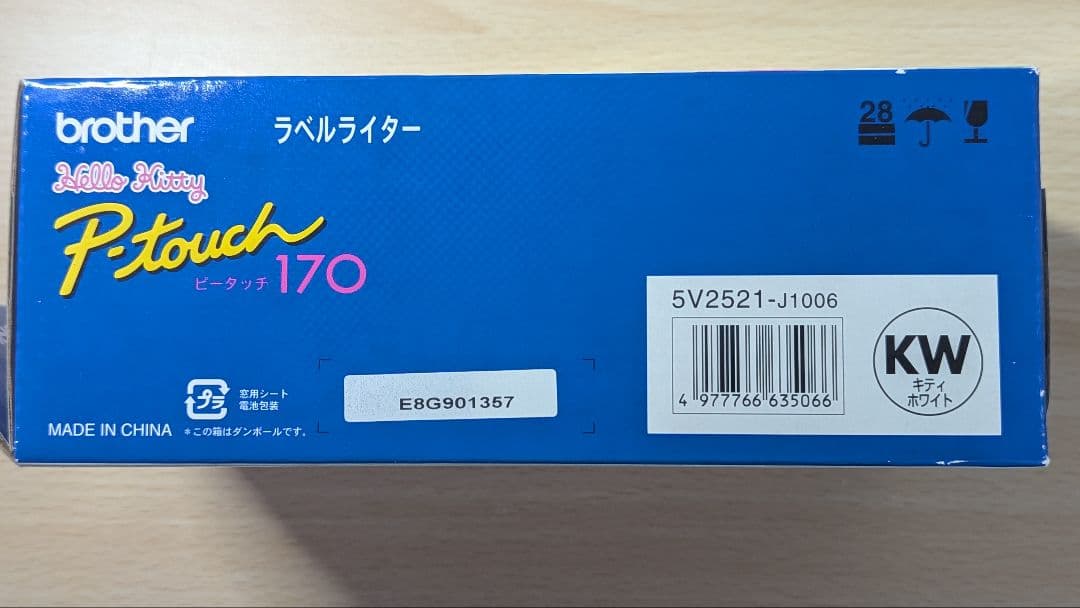 brother ラベルライター
Hello Kitty
P-touch
ピータッチ 170
28
5V2521-J1006
4 977766 635066
KW
キティ
ホワイト
プラ
窓用シート
電池包装
E8G901357
MADE IN CHINA *この箱はダンボールです。